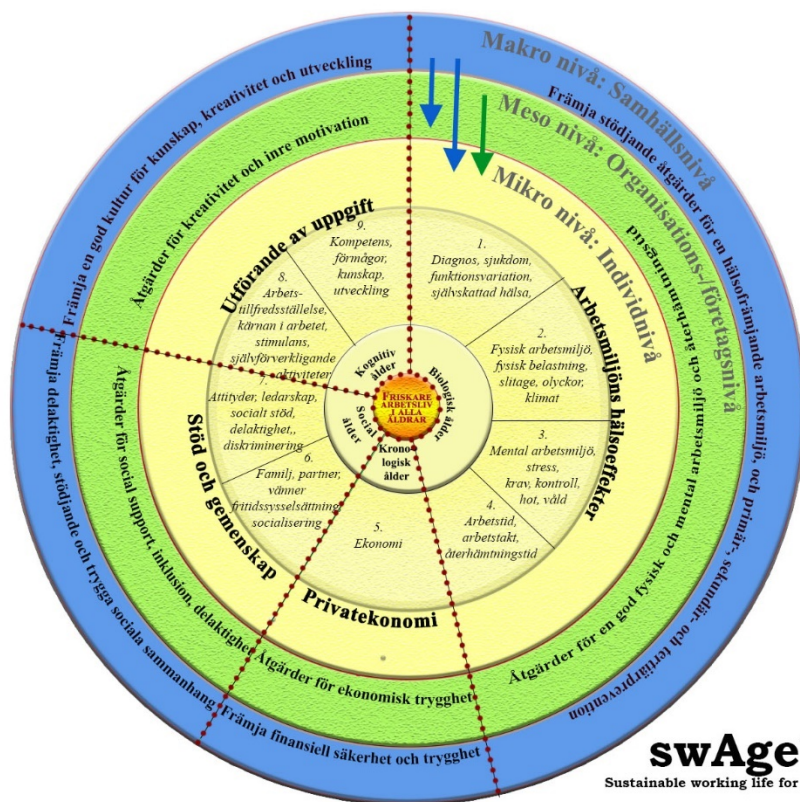 Makro nivå: Samhällsnivå
Främja stödjande åtgärder för en hälsofrämjande arbetsmiljö, och primär-, sekundär- och tertiärprevention
Främja finansiell säkerhet och trygghet
Främja delaktighet, stödjande och trygga sociala sammanhang
Främja en god kultur för kunskap, kreativitet och utveckling
Meso nivå: Organisations-/företagsnivå
Åtgärder för en god fysisk och mental arbetsmiljö och återhämtningstid
Åtgärder för ekonomisk trygghet
Åtgärder för social support, inklusion, delaktighet
Åtgärder för kreativitet och inre motivation
Mikro nivå: Individnivå
Arbetsmiljöns hälsoeffekter
Privatekonomi
Stöd och gemenskap
Utförande av uppgift
1.
Diagnos, sjukdom,
funktionsvariation,
självskattad hälsa,
2.
Fysisk arbetsmiljö,
fysisk belastning,
slitage, olyckor,
klimat
3.
Mental arbetsmiljö,
stress,
krav, kontroll,
hot, våld
4.
Arbetstid,
arbetstakt,
återhämtningstid
5.
Ekonomi
6.
Familj, partner,
vänner
fritidssysselsättning,
socialisering
7.
Attityder, ledarskap,
socialt stöd,
delaktighet,,
diskriminering
8.
Arbets-
tillfredsställelse,
kärnan i arbetet,
stimulans,
självförverkligande
aktiviteter
9.
Kompetens,
förmågor,
kunskap,
utveckling
Biologisk ålder
Krono-
logisk
ålder
Social
ålder
Kognitiv
ålder
FRISKARE
ARBETSLIV
I ALLA
ÅLDRAR
swAge
Sustainable working life for